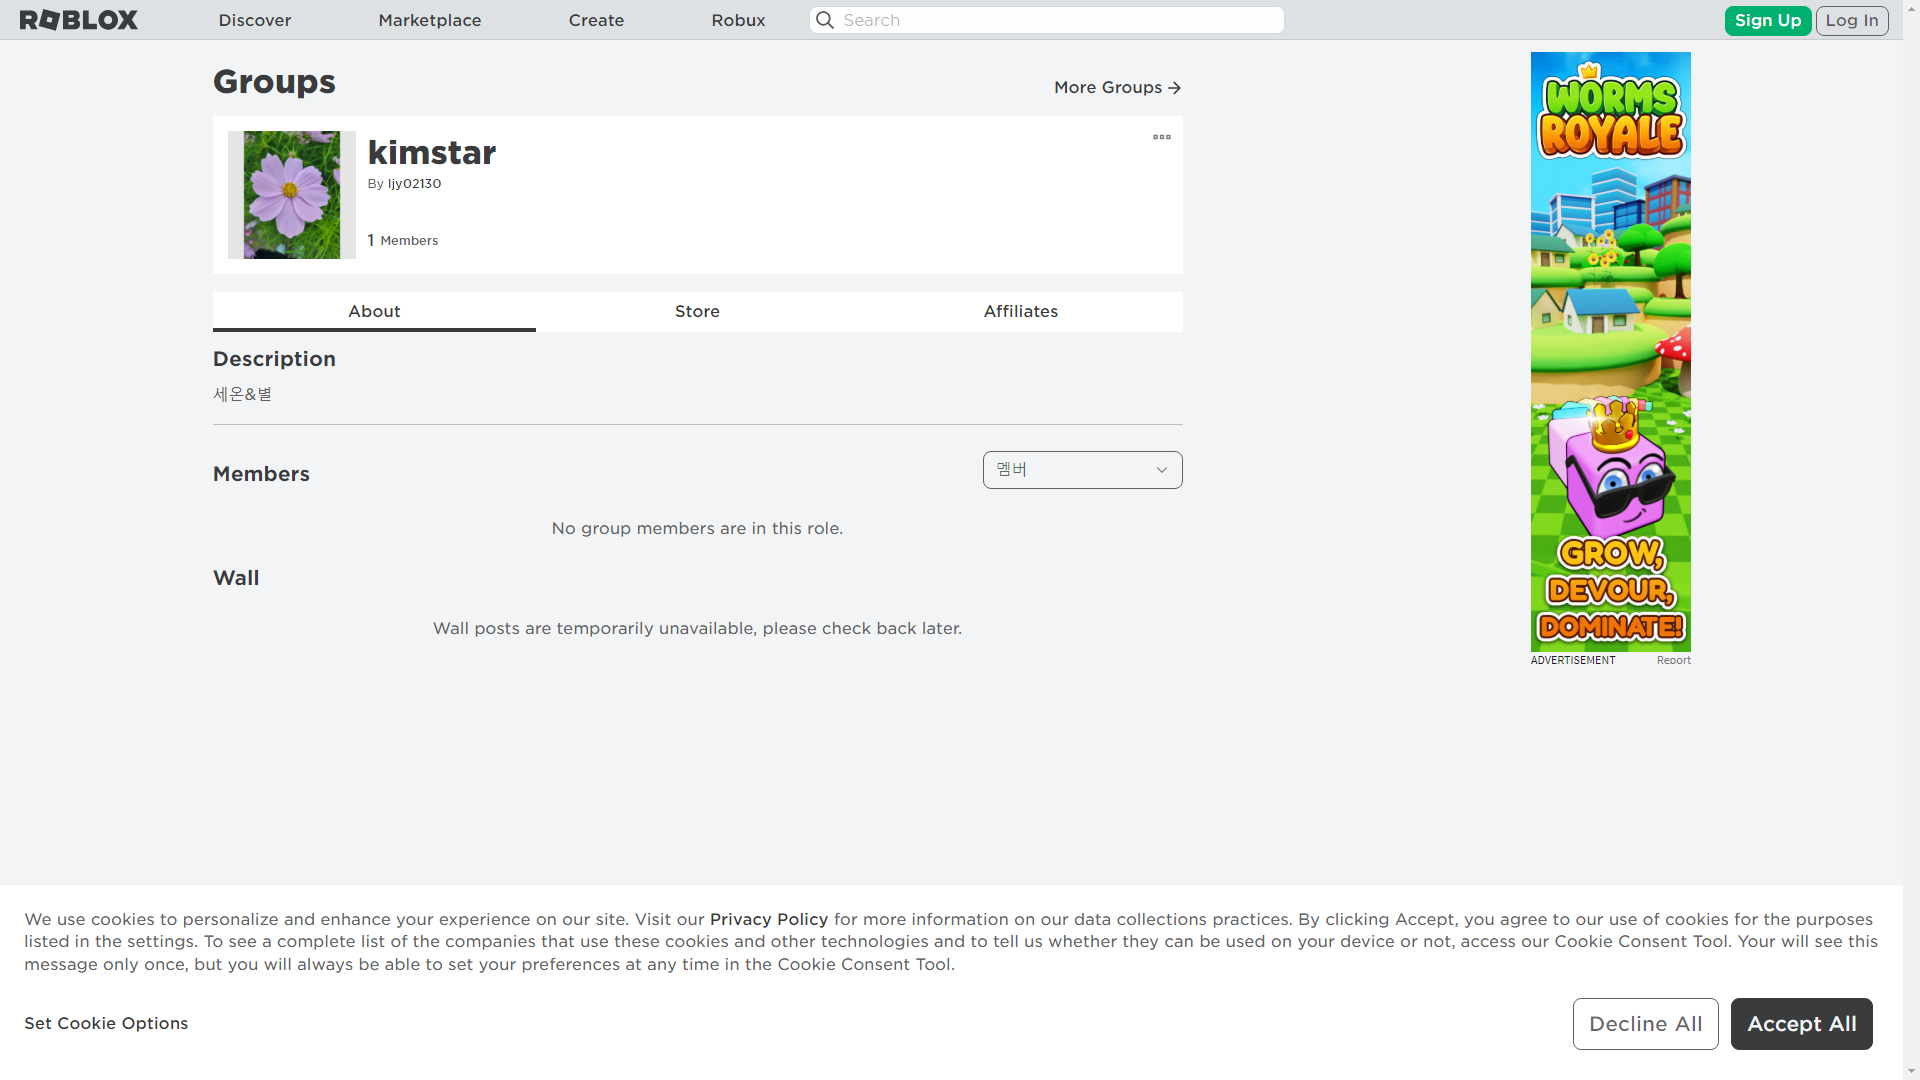 ROBLOX
Discover
Marketplace
Create
Robux
Search
Sign Up
Log In
Groups
More Groups
kimstar
By ljy02130
1 Members
About
Store
Affiliates
Description
세온&별
Members
멤버
No group members are in this role.
Wall
Wall posts are temporarily unavailable, please check back later.
WORMS
ROYALE
GROW,
DEVOUR,
DOMINATE!
ADVERTISEMENT
Report
We use cookies to personalize and enhance your experience on our site. Visit our Privacy Policy for more information on our data collections practices. By clicking Accept, you agree to our use of cookies for the purposes
listed in the settings. To see a complete list of the companies that use these cookies and other technologies and to tell us whether they can be used on your device or not, access our Cookie Consent Tool. Your will see this
message only once, but you will always be able to set your preferences at any time in the Cookie Consent Tool.
Set Cookie Options
Decline All
Accept All